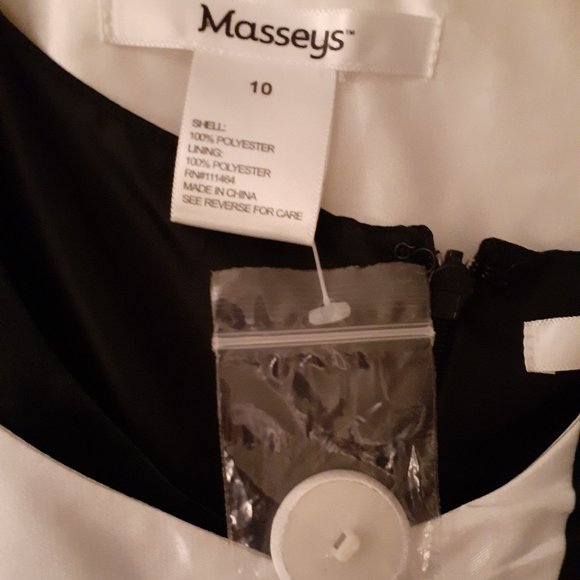 Masseys™
10
SHELL:
100% POLYESTER
LINING:
100% POLYESTER
RN#111464
MADE IN CHINA
SEE REVERSE FOR CARE